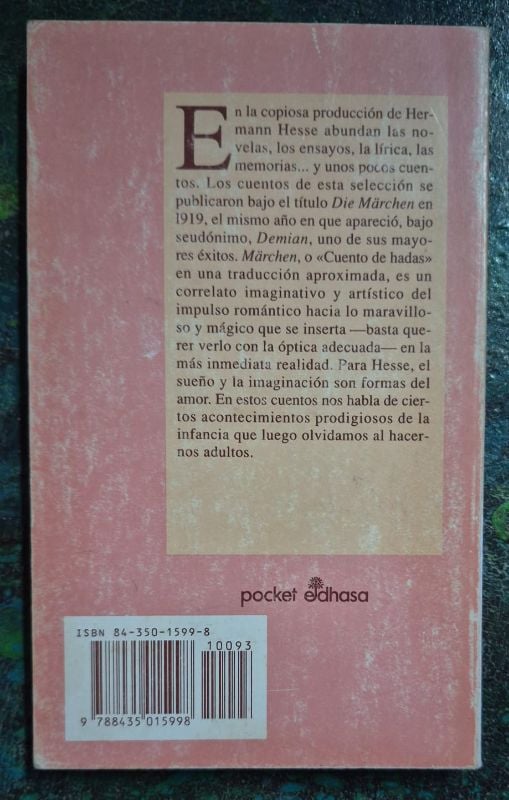 En la copiosa producción de Her-
mann Hesse abundan las no-
velas, los ensayos, la lírica, las
memorias... y unos pocos cuen-
tos. Los cuentos de esta selección se
publicaron bajo el título Die Märchen en
1919, el mismo año en que apareció, bajo
seudónimo, Demian, uno de sus mayo-
res éxitos. Märchen, o «Cuento de hadas»
en una traducción aproximada, es un
correlato imaginativo y artístico del
impulso romántico hacia lo maravillo-
so y mágico que se inserta —basta que-
rer verlo con la óptica adecuada— en la
más inmediata realidad. Para Hesse, el
sueño y la imaginación son formas del
amor. En estos cuentos nos habla de cier-
tos acontecimientos prodigiosos de la
infancia que luego olvidamos al hacer-
nos adultos.
pocket edhasa
ISBN 84-350-1599-8
10093
9 788435 015998